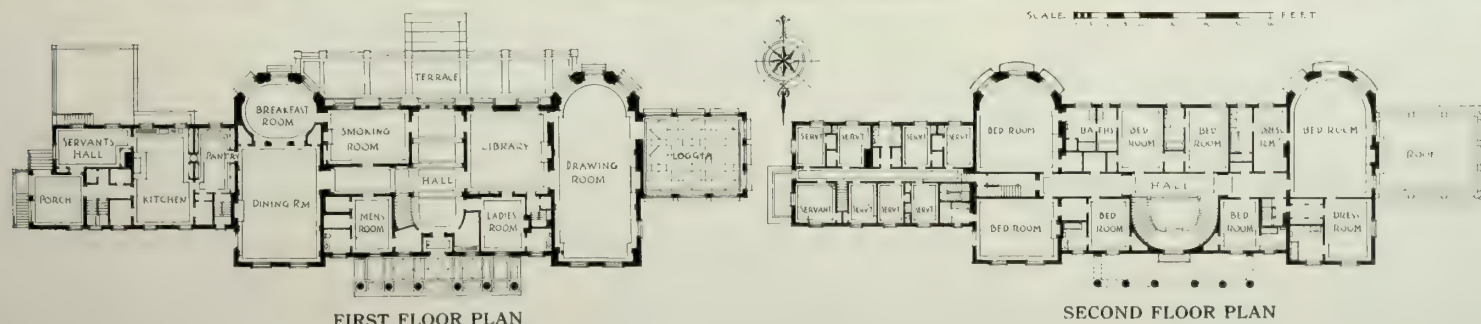 SCALE FEET
TERRACE
BREAKFAST
ROOM
SERVANTS
HALL
PANTRY
SMOKING
ROOM
LIBRARY
DRAWING
ROOM
LOGGIA
HALL
PORCH
KITCHEN
DINING RM
MENS
ROOM
LADIES
ROOM
FIRST FLOOR PLAN
SERVT
SERVT
SERVT
SERVT
BED ROOM
BATHS
BED
ROOM
BED
ROOM
DRESS
RM
BED ROOM
ROOF
HALL
SERVANT
SERVT
SERVT
SERVT
BED ROOM
BED
ROOM
BED
ROOM
DRESS
ROOM
SECOND FLOOR PLAN